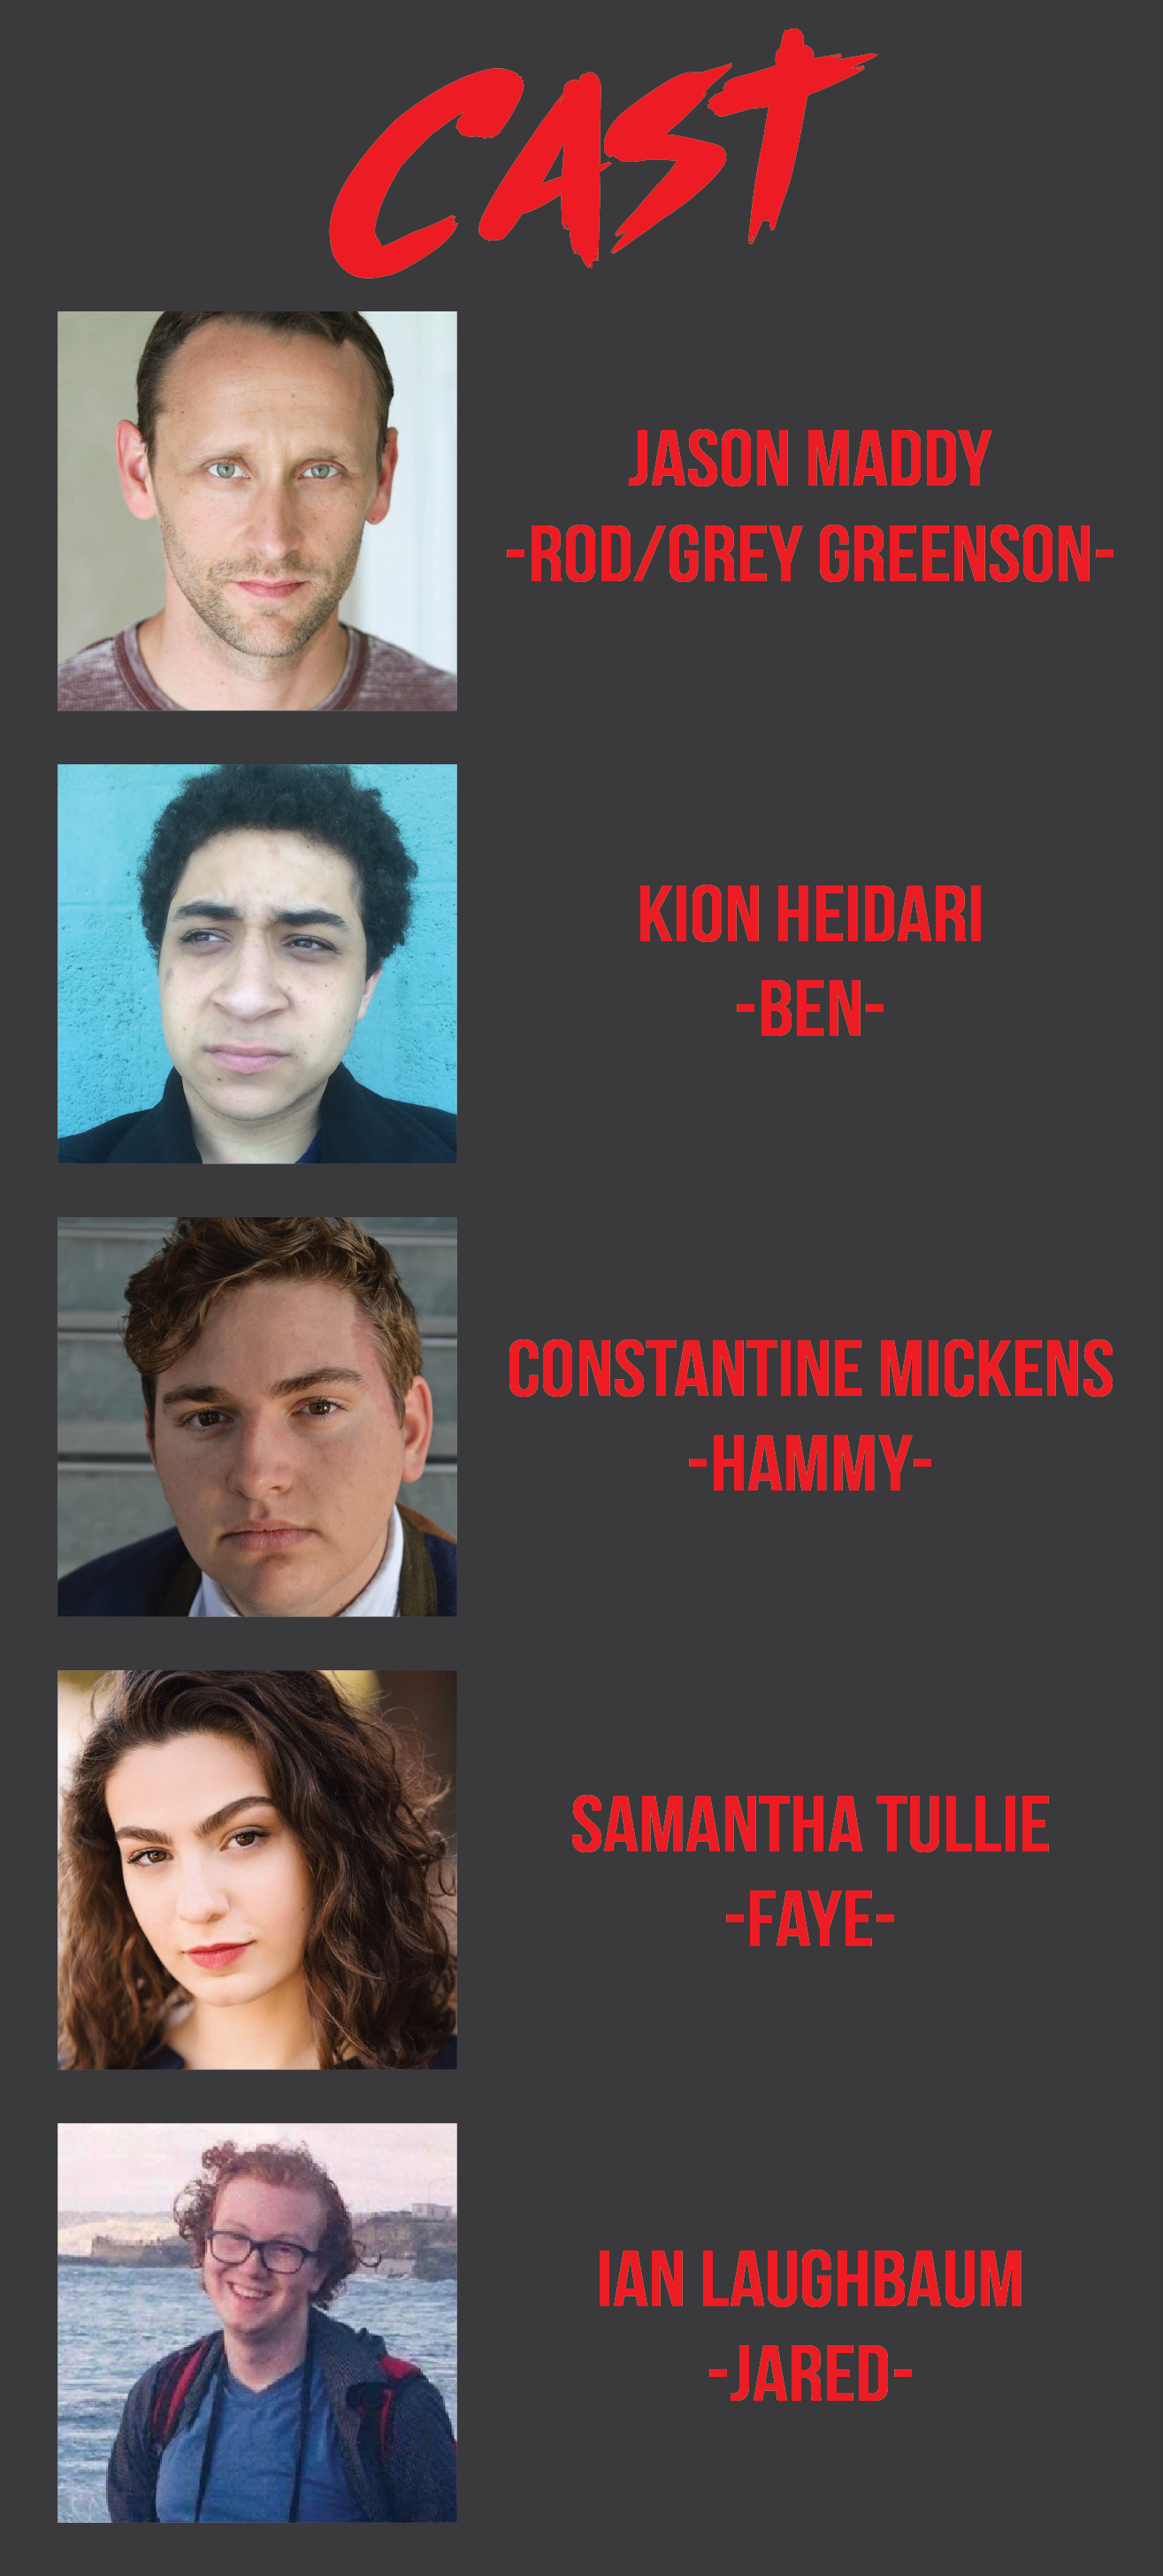 CAST
JASON MADDY
-ROD/GREY GREENSON-
KION HEIDARI
-BEN-
CONSTANTINE MICKENS
-HAMMY-
SAMANTHA TULLIE
-FAYE-
IAN LAUGHBAUM
-JARED-